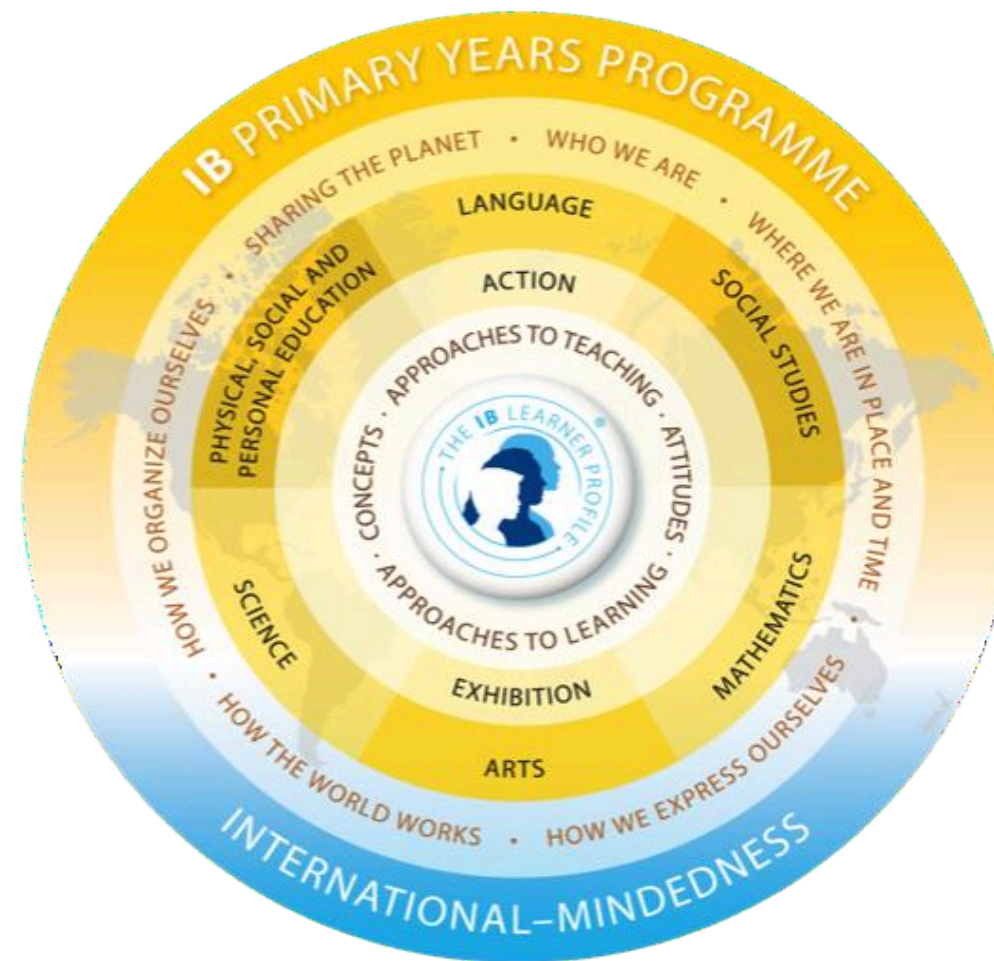 IB PRIMARY YEARS PROGRAMME
SHARING THE PLANET • WHO WE ARE • WHERE WE ARE IN PLACE AND TIME • HOW WE EXPRESS OURSELVES • HOW THE WORLD WORKS • HOW WE ORGANIZE OURSELVES •
LANGUAGE
SOCIAL STUDIES
MATHEMATICS
ARTS
SCIENCE
PHYSICAL, SOCIAL AND
PERSONAL EDUCATION
ACTION
EXHIBITION
APPROACHES TO TEACHING · ATTITUDES · APPROACHES TO LEARNING · CONCEPTS ·
THE IB LEARNER PROFILE ®
INTERNATIONAL–MINDEDNESS